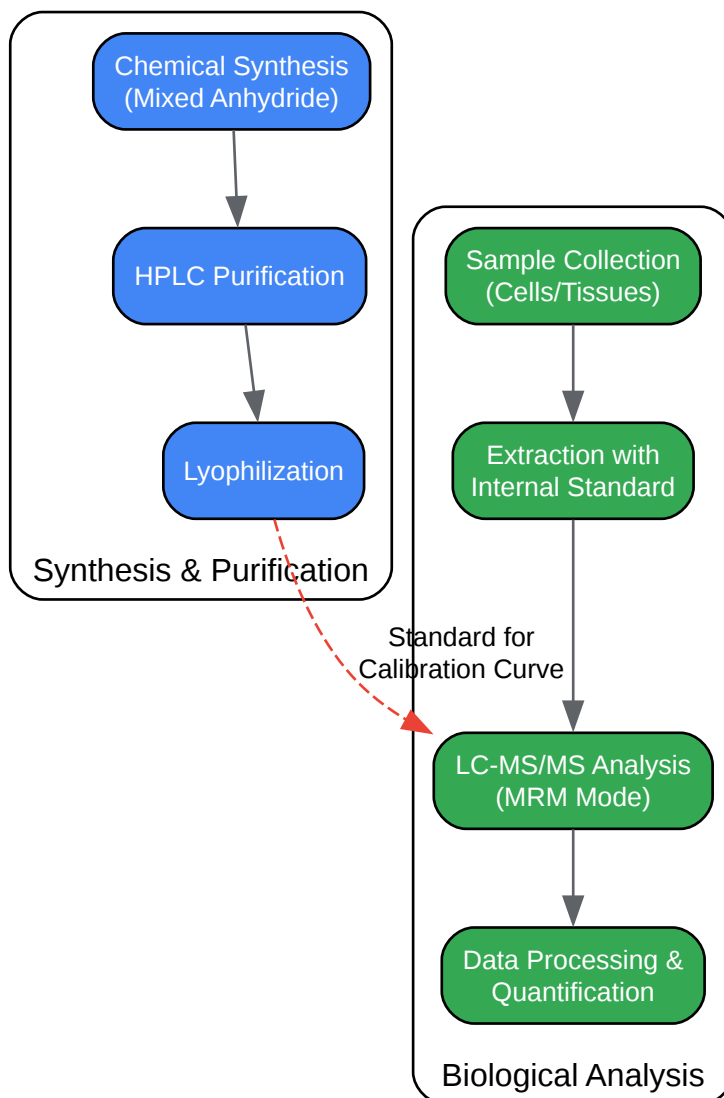 Chemical Synthesis
(Mixed Anhydride)
HPLC Purification
Lyophilization
Synthesis & Purification
Standard for
Calibration Curve
Sample Collection
(Cells/Tissues)
Extraction with
Internal Standard
LC-MS/MS Analysis
(MRM Mode)
Data Processing &
Quantification
Biological Analysis